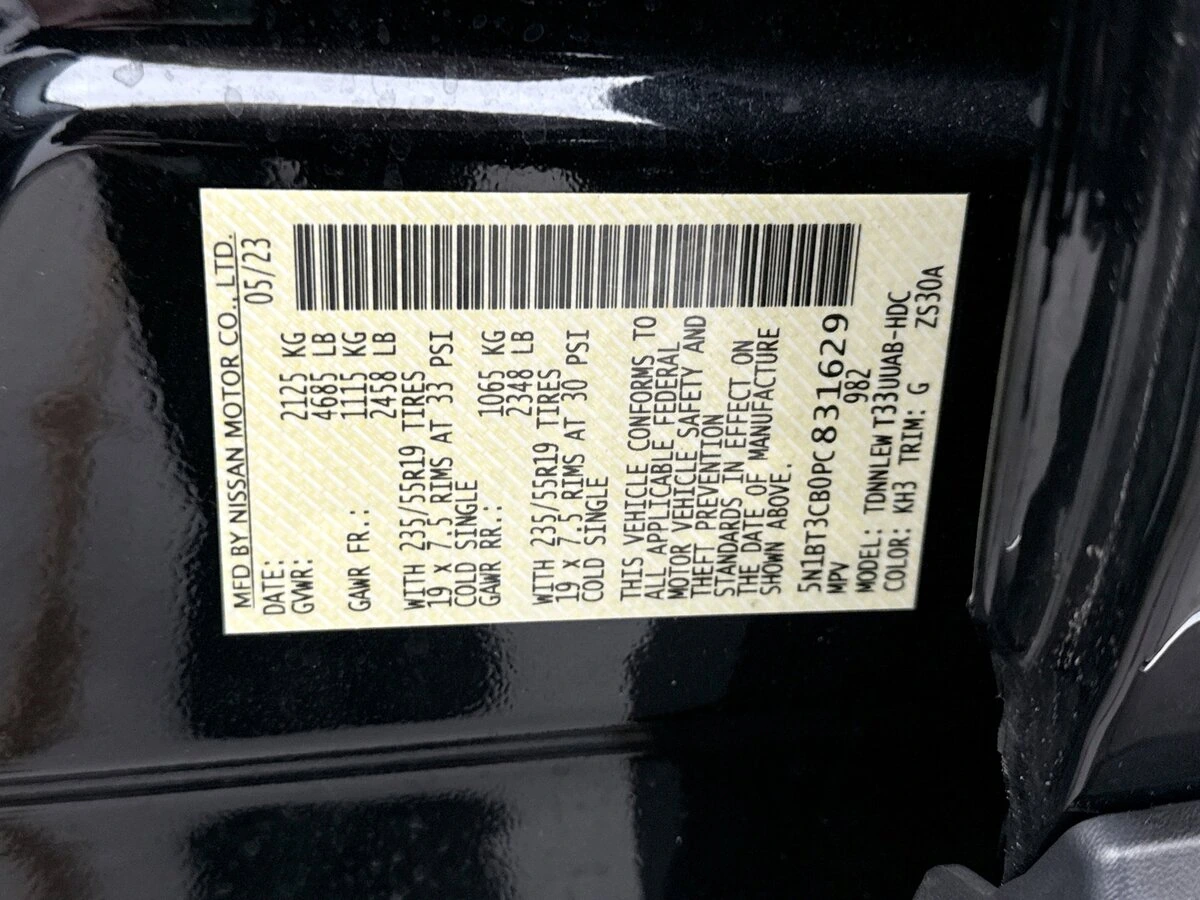 MFD BY NISSAN MOTOR CO., LTD.
DATE: 05/23
GVWR: 2125 KG
4685 LB
GAWR FR.: 1115 KG
2458 LB
WITH 235/55R19 TIRES
19 X 7.5 RIMS AT 33 PSI
COLD SINGLE
GAWR RR.: 1065 KG
2348 LB
WITH 235/55R19 TIRES
19 X 7.5 RIMS AT 30 PSI
COLD SINGLE
THIS VEHICLE CONFORMS TO
ALL APPLICABLE FEDERAL
MOTOR VEHICLE SAFETY AND
THEFT PREVENTION
STANDARDS IN EFFECT ON
THE DATE OF MANUFACTURE
SHOWN ABOVE.
5N1BT3CB0PC831629
MPV 982
MODEL: TDNNLEW T33UUAB-HDC
COLOR: KH3 TRIM: G ZS30A